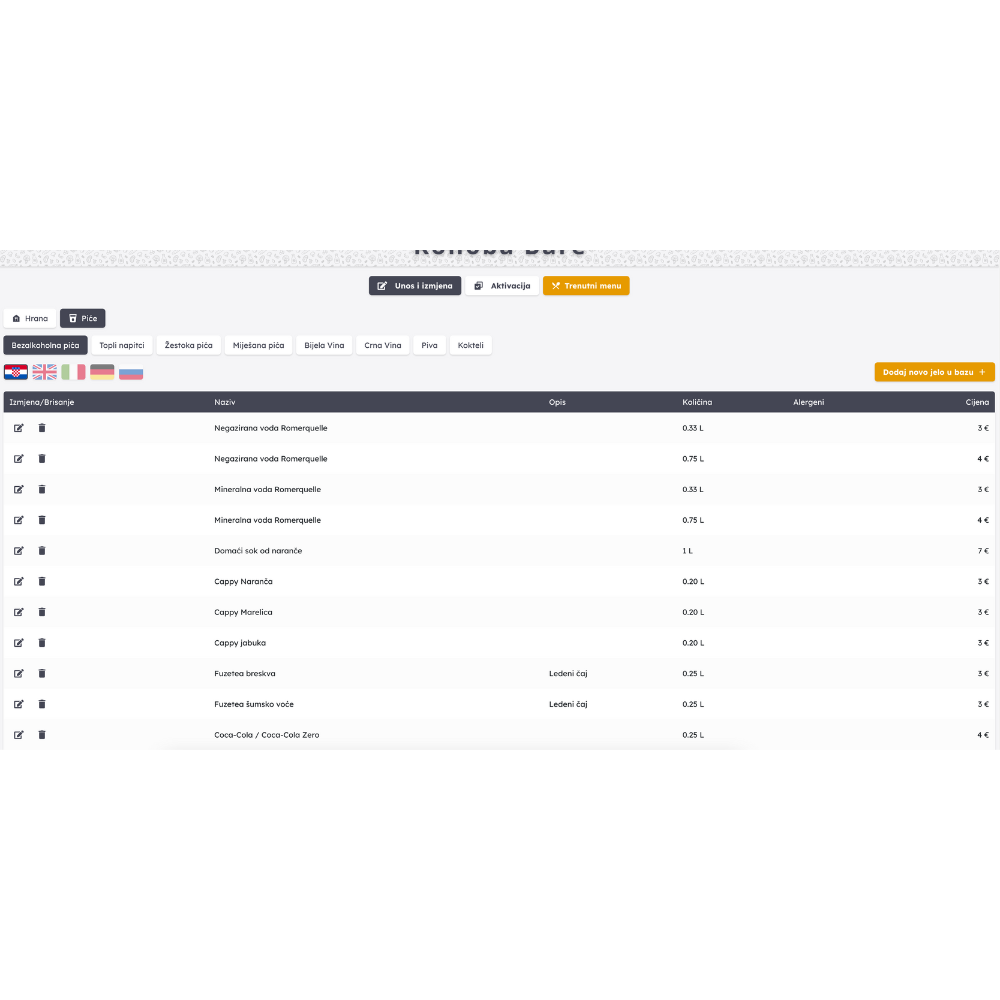 Unos i izmjena Aktivacija Trenutni menu
Hrana Piće
Bezalkoholna pića Topli napitci Žestoka pića Miješana pića Bijela Vina Crna Vina Piva Kokteli
Dodaj novo jelo u bazu +
Izmjena/Brisanje Naziv Opis Količina Alergeni Cijena
Negazirana voda Romerquelle 0.33 L 3 €
Negazirana voda Romerquelle 0.75 L 4 €
Mineralna voda Romerquelle 0.33 L 3 €
Mineralna voda Romerquelle 0.75 L 4 €
Domaći sok od naranče 1 L 7 €
Cappy Naranča 0.20 L 3 €
Cappy Marelica 0.20 L 3 €
Cappy jabuka 0.20 L 3 €
Fuzetea breskva Ledeni čaj 0.25 L 3 €
Fuzetea šumsko voće Ledeni čaj 0.25 L 3 €
Coca-Cola / Coca-Cola Zero 0.25 L 4 €